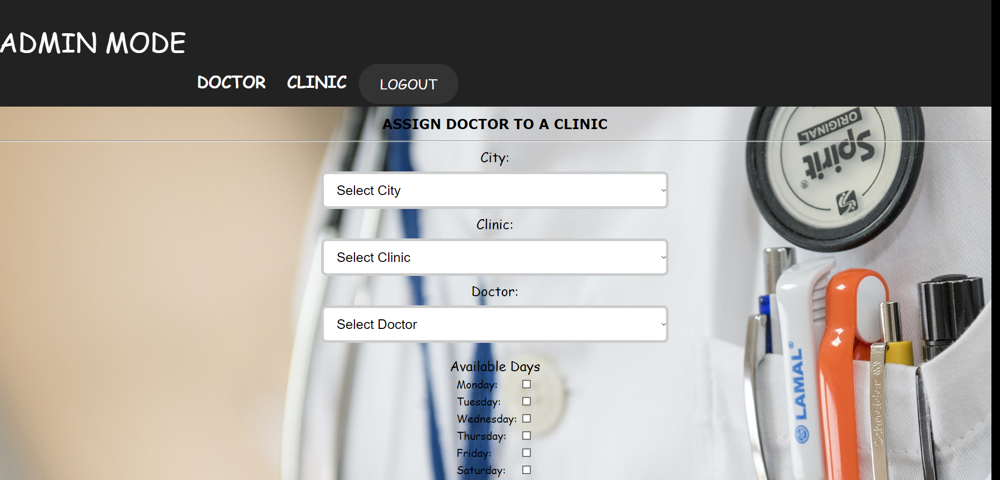 ADMIN MODE
DOCTOR CLINIC LOGOUT
ASSIGN DOCTOR TO A CLINIC
City:
Select City
Clinic:
Select Clinic
Doctor:
Select Doctor
Available Days
Monday:
Tuesday:
Wednesday:
Thursday:
Friday:
Saturday:
ORIGINAL
Spirit®
LAMAL®
Schneider